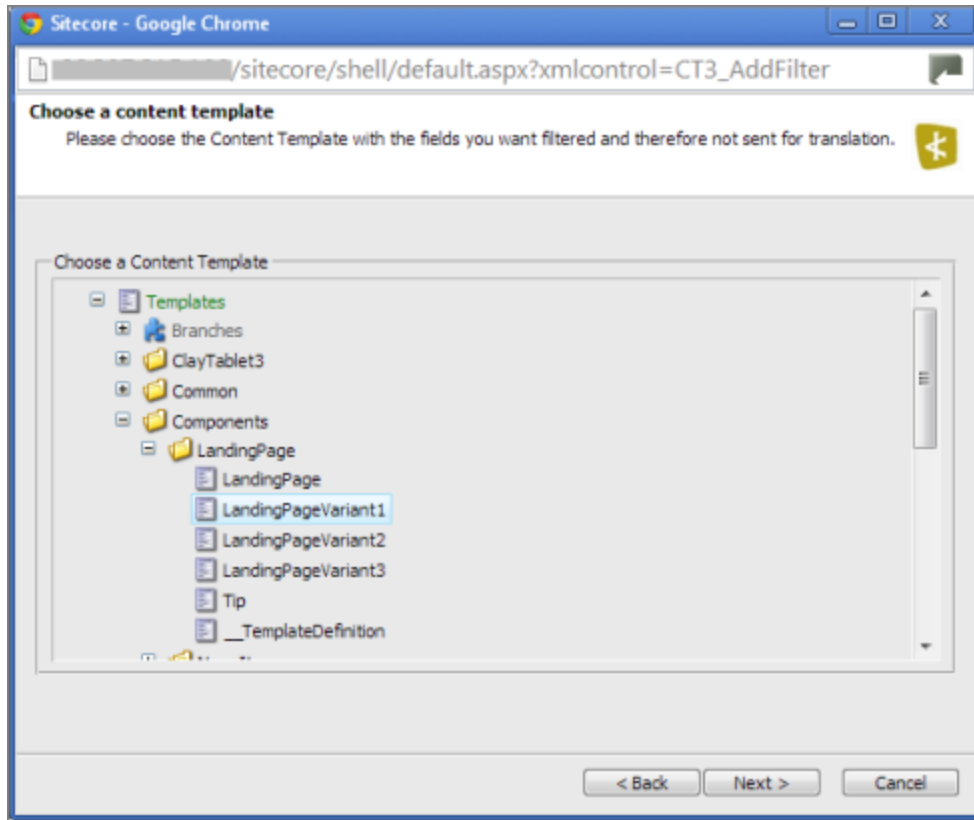 Sitecore - Google Chrome
/sitecore/shell/default.aspx?xmlcontrol=CT3_AddFilter
Choose a content template
Please choose the Content Template with the fields you want filtered and therefore not sent for translation.
Choose a Content Template
Templates
Branches
ClayTablet3
Common
Components
LandingPage
LandingPage
LandingPageVariant1
LandingPageVariant2
LandingPageVariant3
Tip
__TemplateDefinition
< Back Next > Cancel